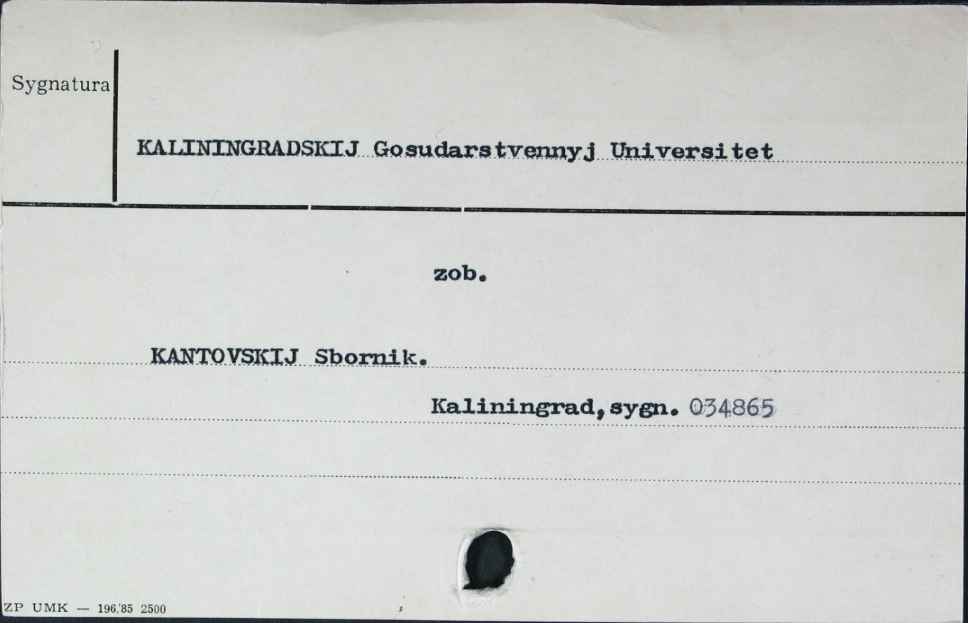 Sygnatura
KALININGRADSKIJ Gosudarstvennyj Universitet
zob.
KANTOVSKIJ Sbornik.
Kaliningrad,sygn. 034865
ZP UMK — 196/85 2500